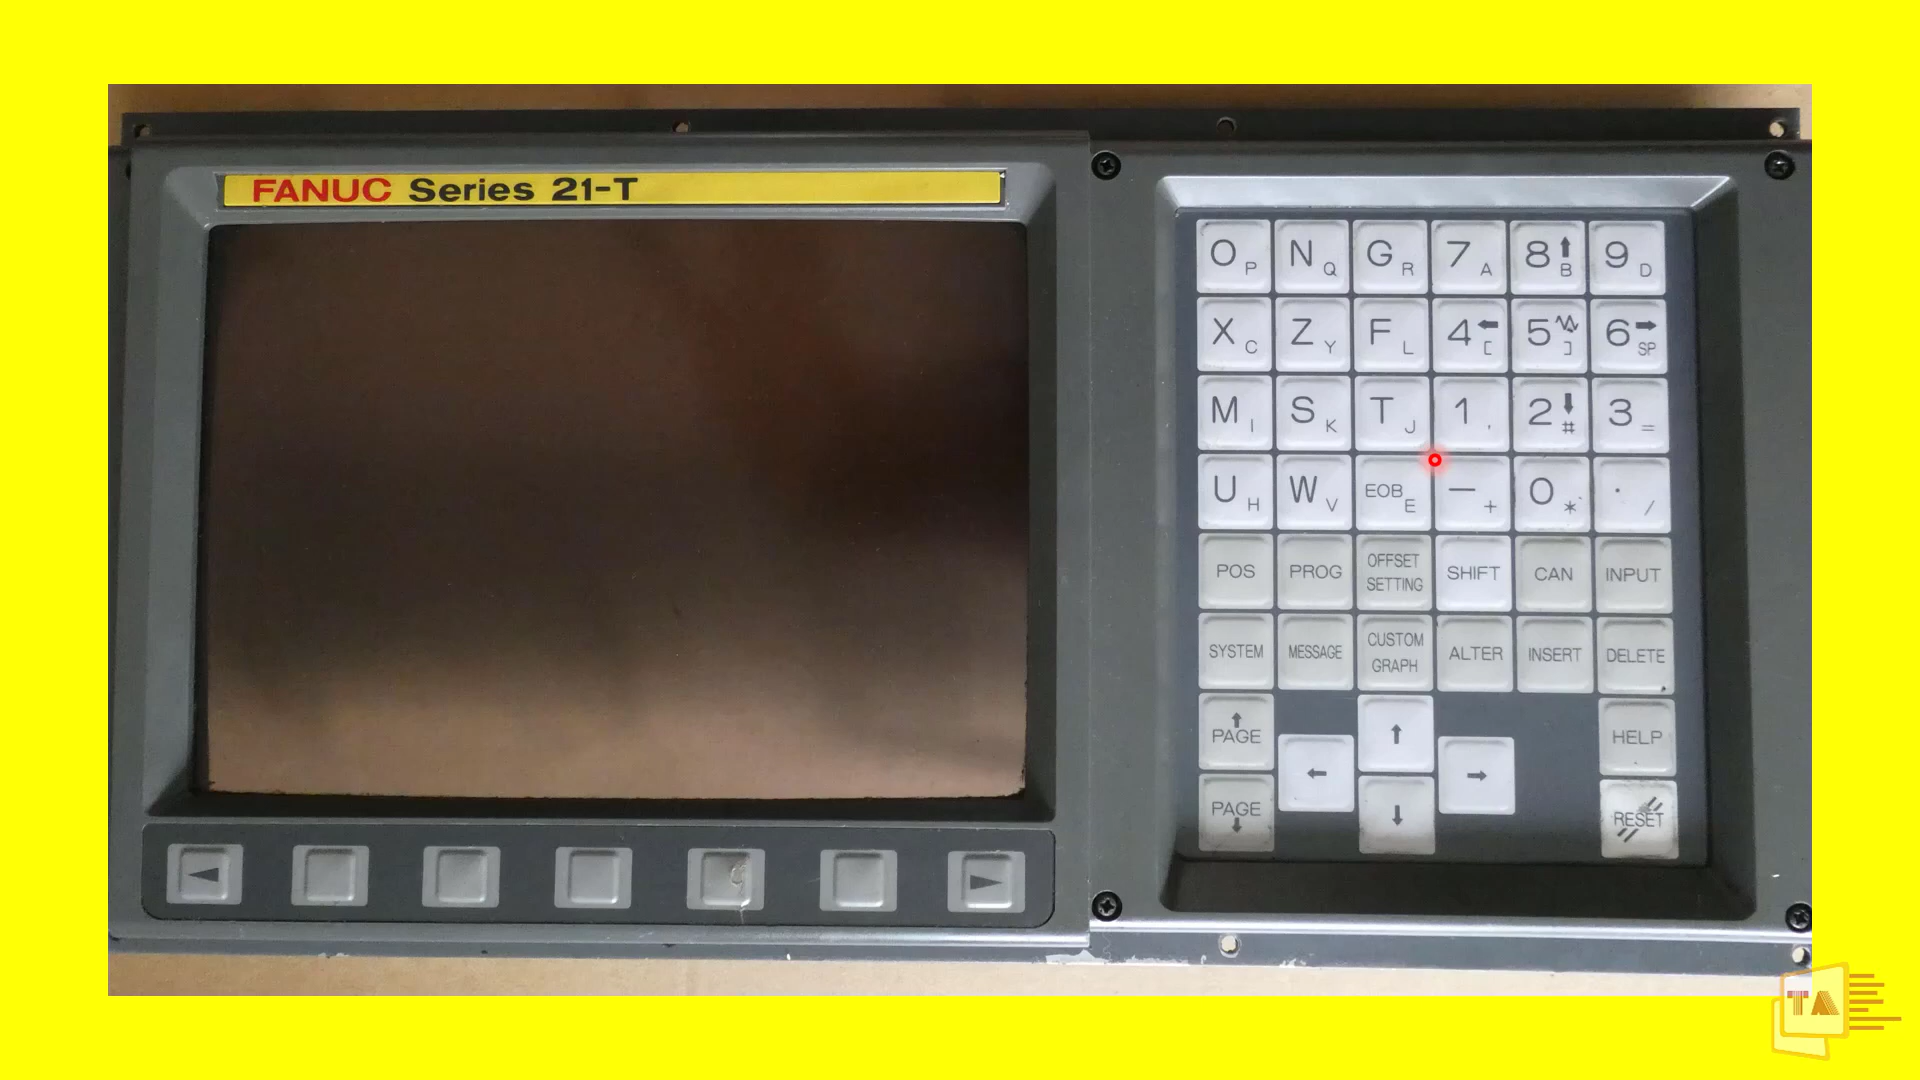 FANUC Series 21-T
O P N Q G R 7 A 8 B 9 D
X C Z Y F L 4 [ 5 ] 6 SP
M I S K T J 1 , 2 # 3 =
U H W V EOB E - + 0 * . /
POS PROG OFFSET SETTING SHIFT CAN INPUT
SYSTEM MESSAGE CUSTOM GRAPH ALTER INSERT DELETE
PAGE HELP
PAGE RESET
TA